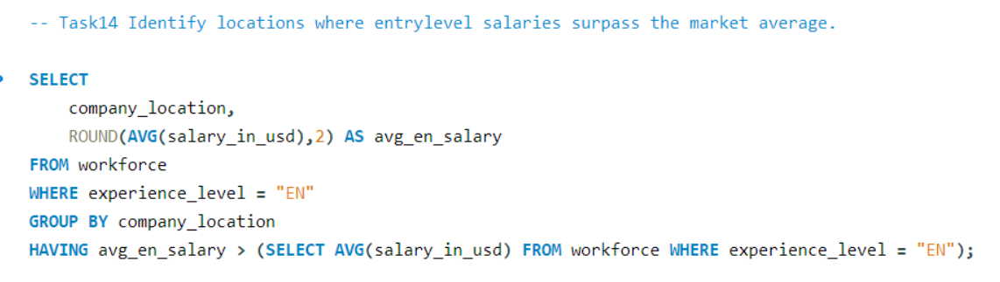 -- Task14 Identify locations where entrylevel salaries surpass the market average.
SELECT
company_location,
ROUND(AVG(salary_in_usd),2) AS avg_en_salary
FROM workforce
WHERE experience_level = "EN"
GROUP BY company_location
HAVING avg_en_salary > (SELECT AVG(salary_in_usd) FROM workforce WHERE experience_level = "EN");